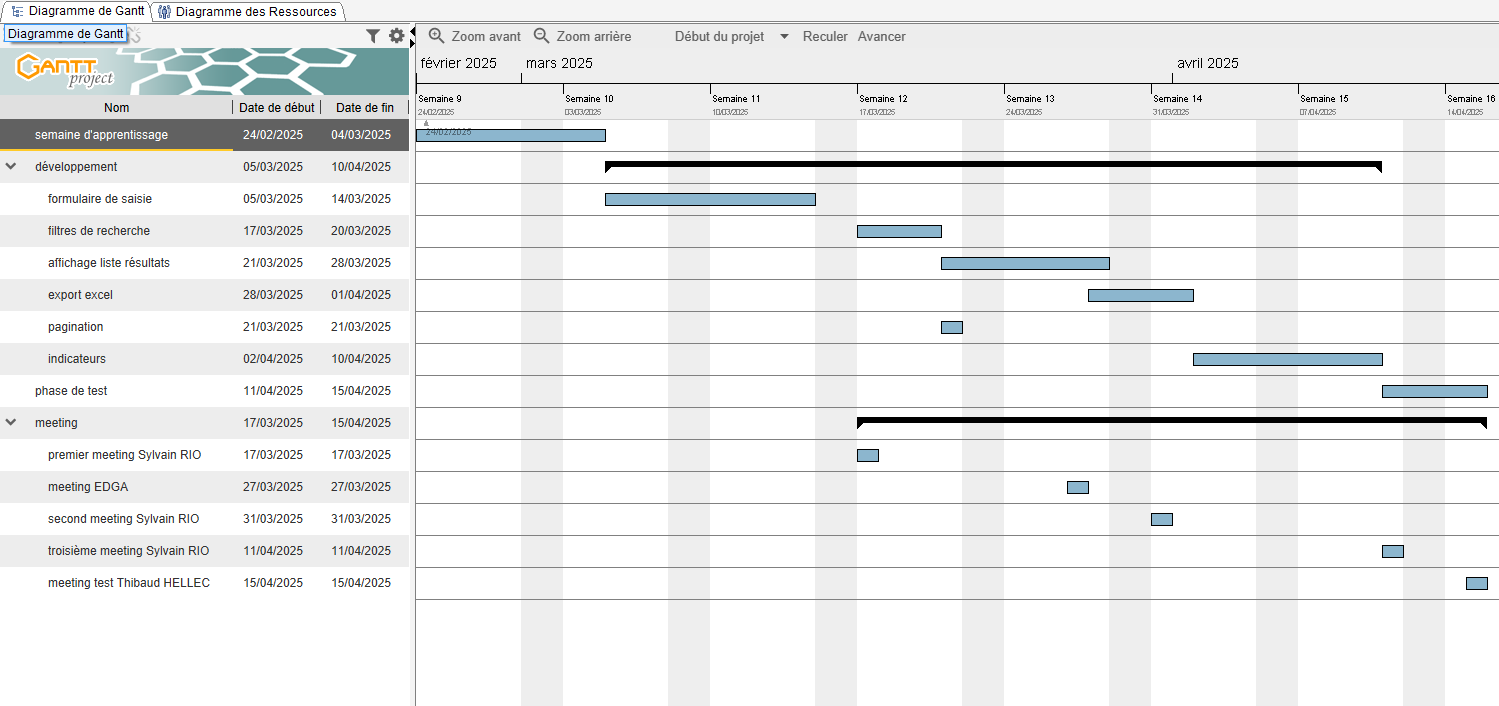 Diagramme de Gantt
Diagramme des Ressources
Diagramme de Gantt
Zoom avant
Zoom arrière
Début du projet
Reculer
Avancer
GANTT
project
février 2025
mars 2025
avril 2025
Nom
Date de début
Date de fin
Semaine 9
Semaine 10
Semaine 11
Semaine 12
Semaine 13
Semaine 14
Semaine 15
Semaine 16
24/02/2025
03/03/2025
10/03/2025
17/03/2025
24/03/2025
31/03/2025
07/04/2025
14/04/2025
semaine d'apprentissage 24/02/2025 04/03/2025
24/02/2025
développement 05/03/2025 10/04/2025
formulaire de saisie 05/03/2025 14/03/2025
filtres de recherche 17/03/2025 20/03/2025
affichage liste résultats 21/03/2025 28/03/2025
export excel 28/03/2025 01/04/2025
pagination 21/03/2025 21/03/2025
indicateurs 02/04/2025 10/04/2025
phase de test 11/04/2025 15/04/2025
meeting 17/03/2025 15/04/2025
premier meeting Sylvain RIO 17/03/2025 17/03/2025
meeting EDGA 27/03/2025 27/03/2025
second meeting Sylvain RIO 31/03/2025 31/03/2025
troisième meeting Sylvain RIO 11/04/2025 11/04/2025
meeting test Thibaud HELLEC 15/04/2025 15/04/2025